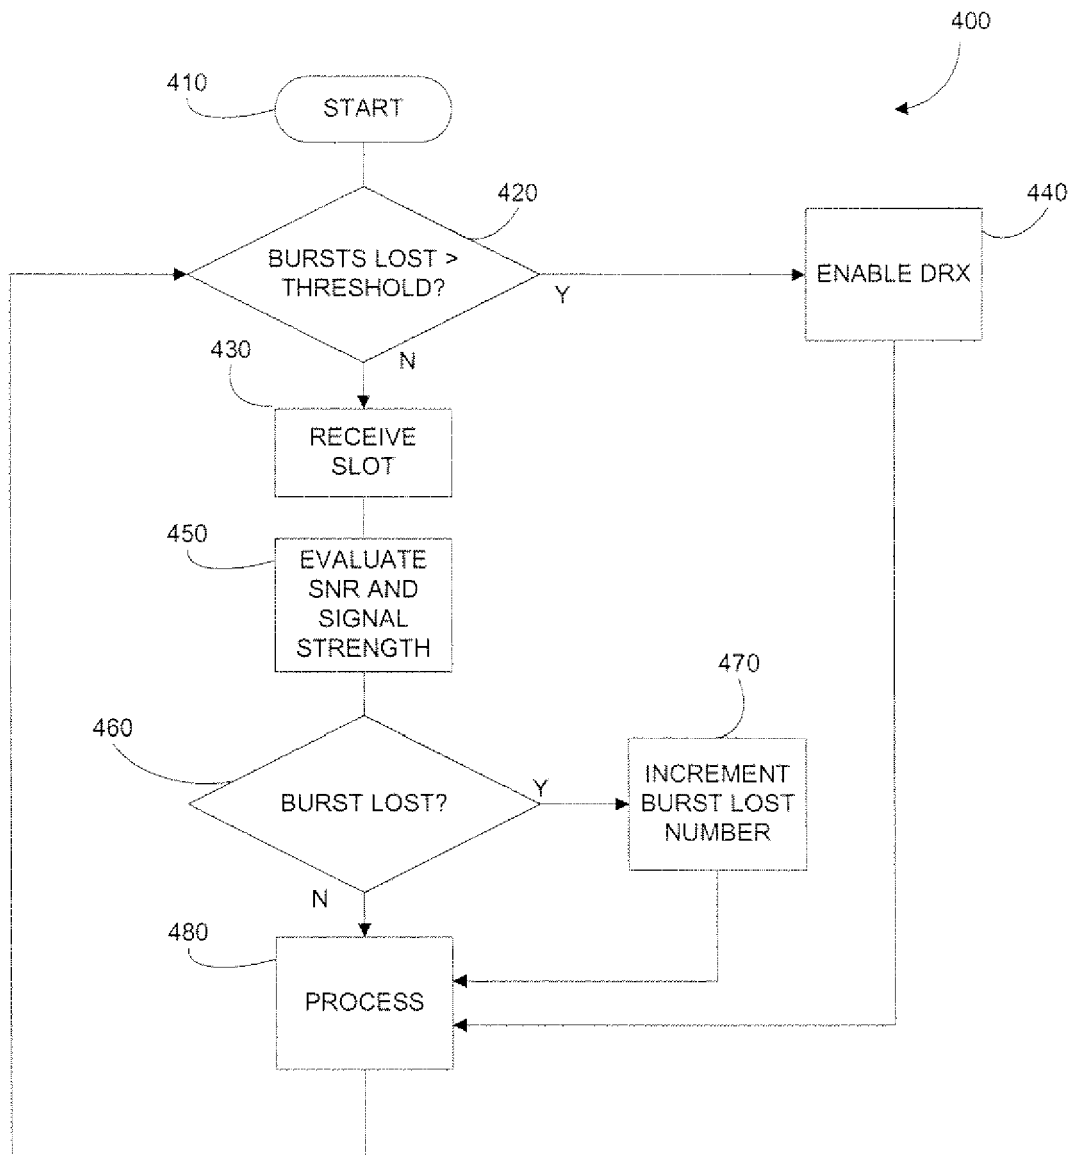 400
410
START
420
440
BURSTS LOST >
THRESHOLD?
Y
ENABLE DRX
N
430
RECEIVE
SLOT
450
EVALUATE
SNR AND
SIGNAL
STRENGTH
470
460
BURST LOST?
Y
INCREMENT
BURST LOST
NUMBER
N
480
PROCESS